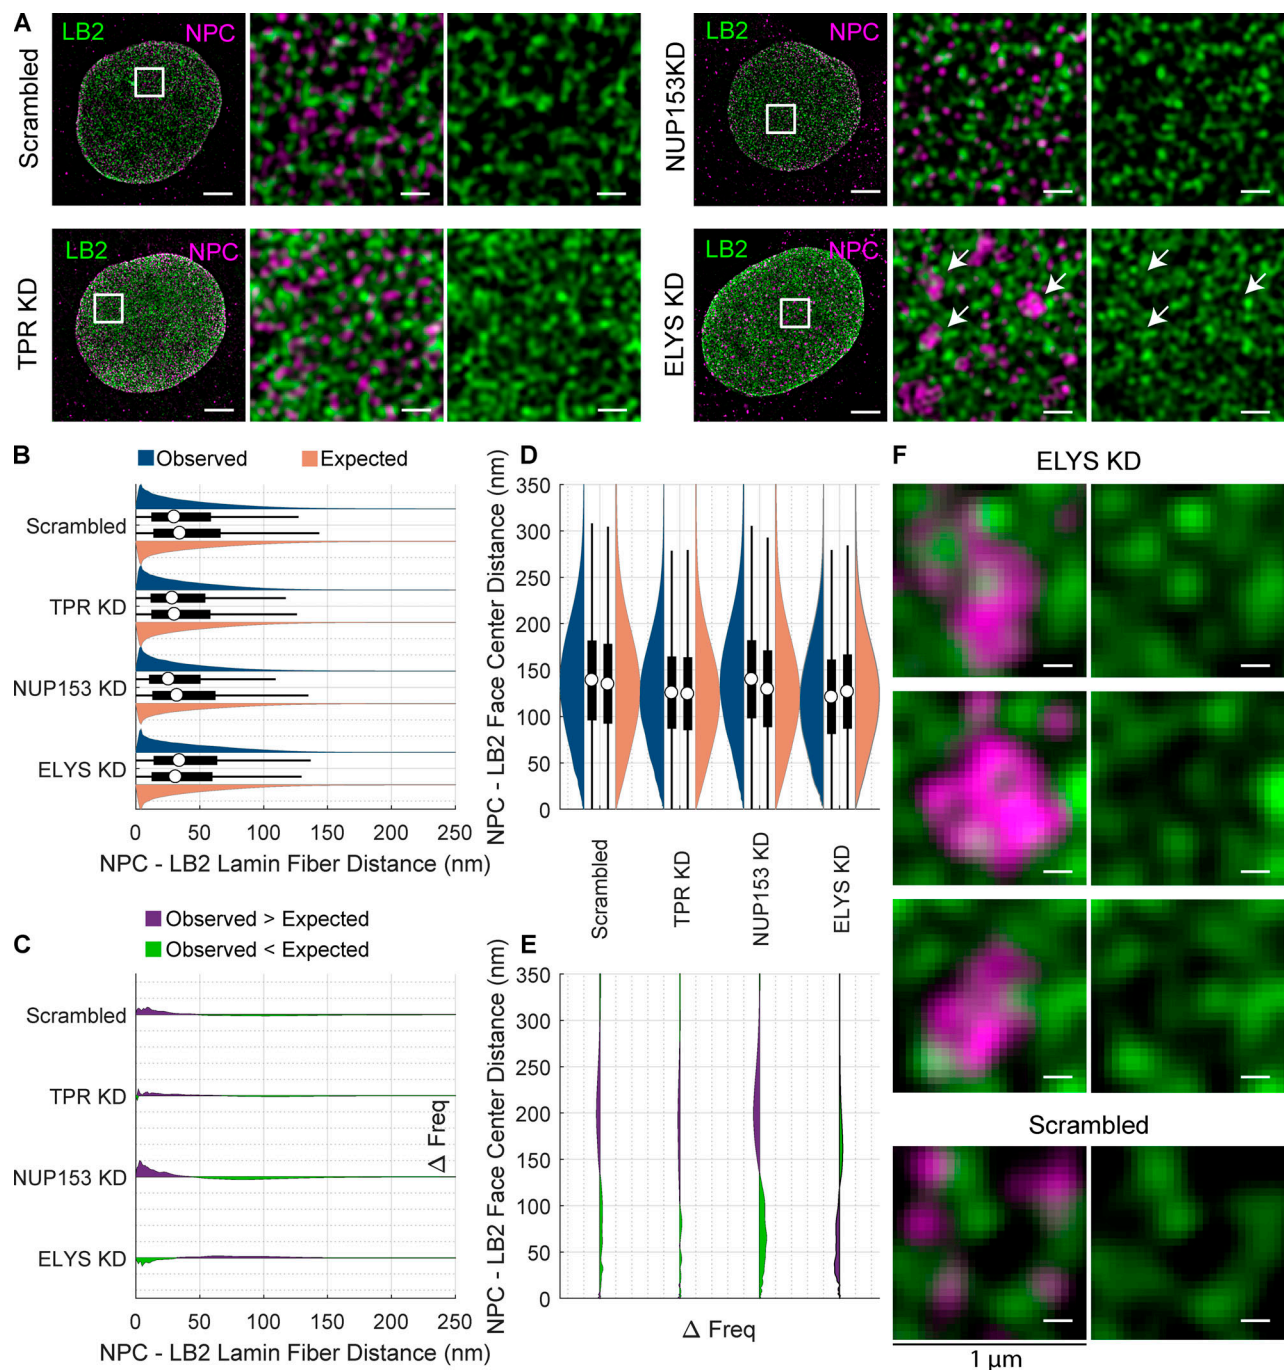 A
Scrambled
LB2 NPC
NUP153KD
LB2 NPC
TPR KD
LB2 NPC
ELYS KD
LB2 NPC
B
Observed Expected
Scrambled
TPR KD
NUP153 KD
ELYS KD
0 50 100 150 200 250
NPC - LB2 Lamin Fiber Distance (nm)
C
Observed > Expected
Observed < Expected
Scrambled
TPR KD
NUP153 KD
ELYS KD
Δ Freq
0 50 100 150 200 250
NPC - LB2 Lamin Fiber Distance (nm)
D
NPC - LB2 Face Center Distance (nm)
350
300
250
200
150
100
50
0
Scrambled
TPR KD
NUP153 KD
ELYS KD
E
NPC - LB2 Face Center Distance (nm)
350
300
250
200
150
100
50
0
Δ Freq
F
ELYS KD
Scrambled
1 µm